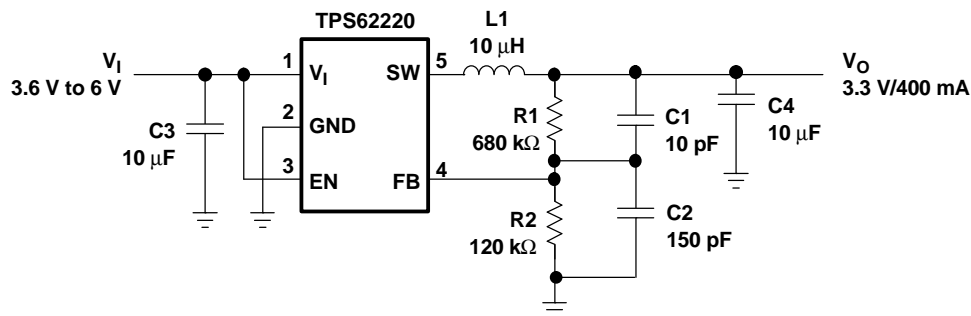 TPS62220
L1
10 μH
V_I
3.6 V to 6 V
1
V_I
SW
5
V_O
3.3 V/400 mA
C3
10 μF
2
GND
R1
680 kΩ
C1
10 pF
C4
10 μF
3
EN
FB
4
R2
120 kΩ
C2
150 pF